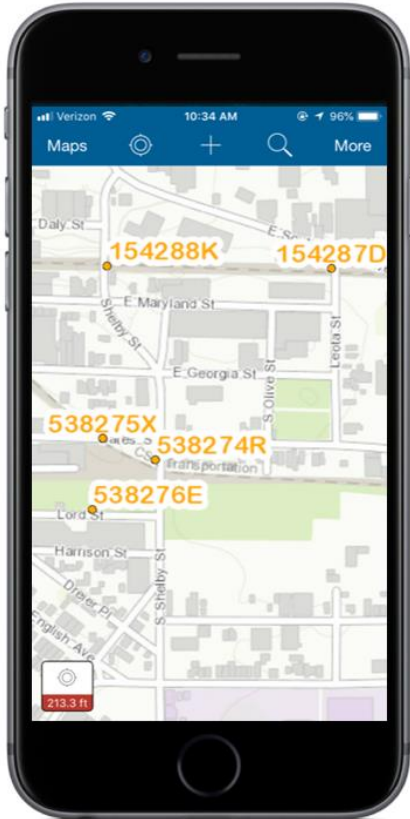 Verizon 10:34 AM 96%
Maps More
Daly St
154288K
154287D
E Maryland St
Shelby St
Leota St
E Georgia St
S Olive St
538275X
538274R
Transportation
538276E
Lord St
Harrison St
S Shelby St
Dreier Pl
English Ave
213.3 ft